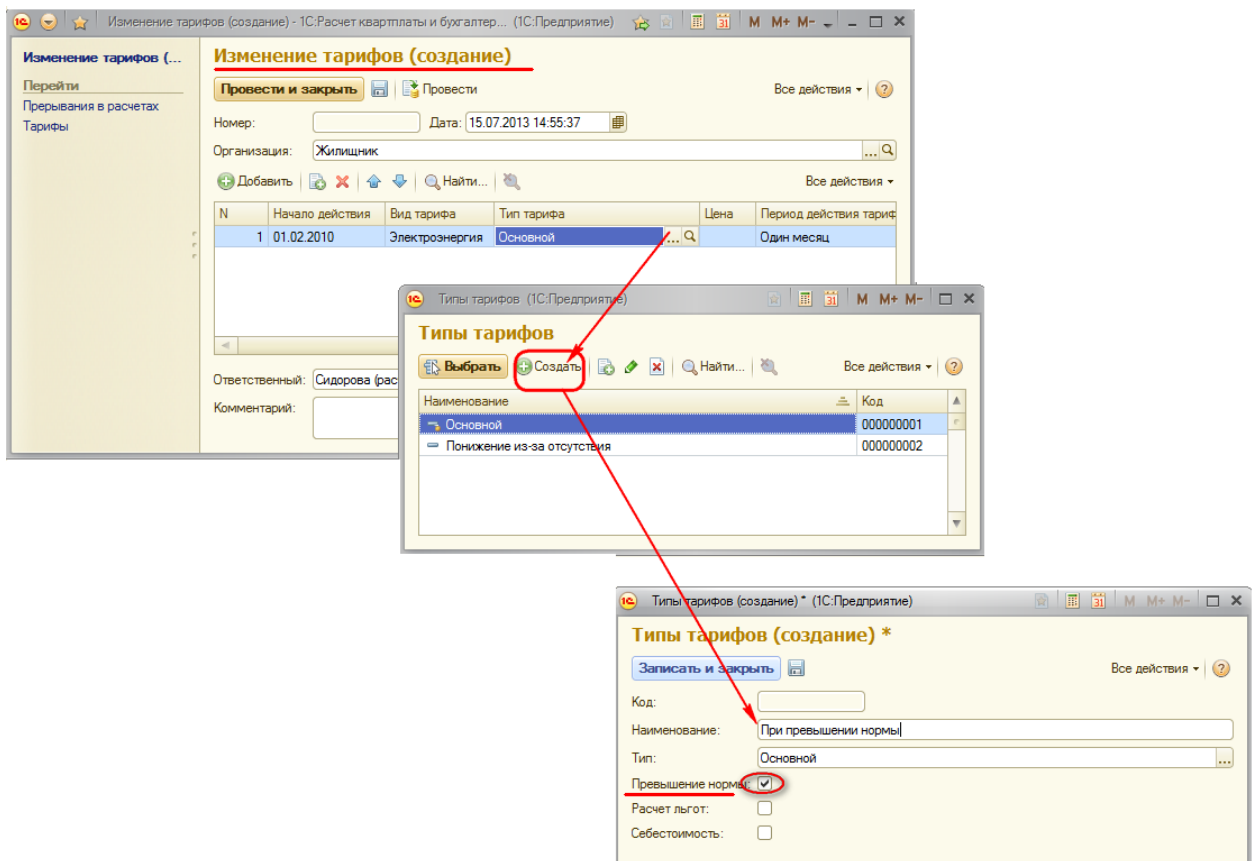 Изменение тарифов (создание) - 1С:Расчет квартплаты и бухгалтер... (1С:Предприятие) 31 M M+ M-
Изменение тарифов (...
Перейти
Прерывания в расчетах
Тарифы
Изменение тарифов (создание)
Провести и закрыть Провести Все действия ?
Номер: Дата: 15.07.2013 14:55:37
Организация: Жилищник ...
Добавить Найти... Все действия
N Начало действия Вид тарифа Тип тарифа Цена Период действия тариф
1 01.02.2010 Электроэнергия Основной ... Один месяц
Ответственный: Сидорова (рас
Комментарий:
1С Типы тарифов (1С:Предприятие) 31 M M+ M-
Типы тарифов
Выбрать Создать Найти... Все действия ?
Наименование Код
Основной 000000001
Понижение из-за отсутствия 000000002
1С Типы тарифов (создание) * (1С:Предприятие) 31 M M+ M-
Типы тарифов (создание) *
Записать и закрыть Все действия ?
Код:
Наименование: При превышении нормы
Тип: Основной ...
Превышение нормы:
Расчет льгот:
Себестоимость: